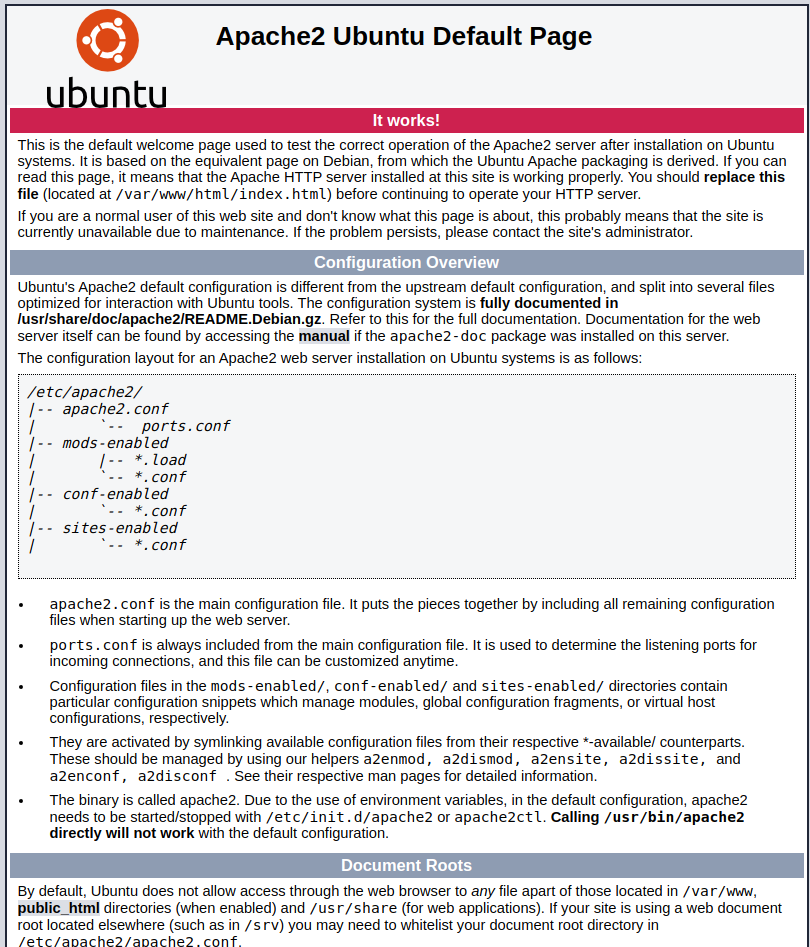 Apache2 Ubuntu Default Page
ubuntu
It works!
This is the default welcome page used to test the correct operation of the Apache2 server after installation on Ubuntu
systems. It is based on the equivalent page on Debian, from which the Ubuntu Apache packaging is derived. If you can
read this page, it means that the Apache HTTP server installed at this site is working properly. You should replace this
file (located at /var/www/html/index.html) before continuing to operate your HTTP server.
If you are a normal user of this web site and don't know what this page is about, this probably means that the site is
currently unavailable due to maintenance. If the problem persists, please contact the site's administrator.
Configuration Overview
Ubuntu's Apache2 default configuration is different from the upstream default configuration, and split into several files
optimized for interaction with Ubuntu tools. The configuration system is fully documented in
/usr/share/doc/apache2/README.Debian.gz. Refer to this for the full documentation. Documentation for the web
server itself can be found by accessing the manual if the apache2-doc package was installed on this server.
The configuration layout for an Apache2 web server installation on Ubuntu systems is as follows:
/etc/apache2/
|-- apache2.conf
|       `--  ports.conf
|-- mods-enabled
|       |-- *.load
|       `-- *.conf
|-- conf-enabled
|       `-- *.conf
|-- sites-enabled
|       `-- *.conf
• apache2.conf is the main configuration file. It puts the pieces together by including all remaining configuration
files when starting up the web server.
• ports.conf is always included from the main configuration file. It is used to determine the listening ports for
incoming connections, and this file can be customized anytime.
• Configuration files in the mods-enabled/, conf-enabled/ and sites-enabled/ directories contain
particular configuration snippets which manage modules, global configuration fragments, or virtual host
configurations, respectively.
• They are activated by symlinking available configuration files from their respective *-available/ counterparts.
These should be managed by using our helpers a2enmod, a2dismod, a2ensite, a2dissite, and
a2enconf, a2disconf . See their respective man pages for detailed information.
• The binary is called apache2. Due to the use of environment variables, in the default configuration, apache2
needs to be started/stopped with /etc/init.d/apache2 or apache2ctl. Calling /usr/bin/apache2
directly will not work with the default configuration.
Document Roots
By default, Ubuntu does not allow access through the web browser to any file apart of those located in /var/www,
public_html directories (when enabled) and /usr/share (for web applications). If your site is using a web document
root located elsewhere (such as in /srv) you may need to whitelist your document root directory in
/etc/apache2/apache2.conf.